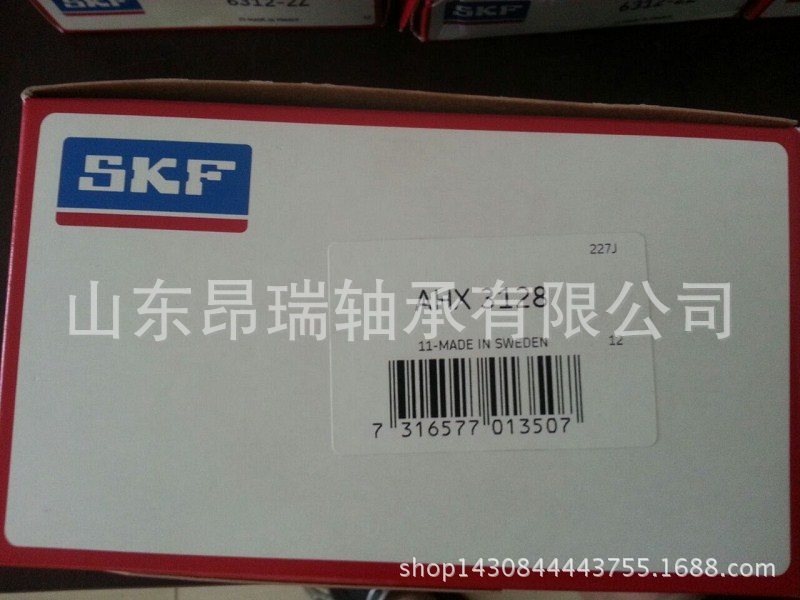 SKF
6312-2Z
SKF
6312-2Z
SKF
227J
AHX 3128
山东昂瑞轴承有限公司
11-MADE IN SWEDEN
12
7 316577 013507
shop1430844443755.1688.com